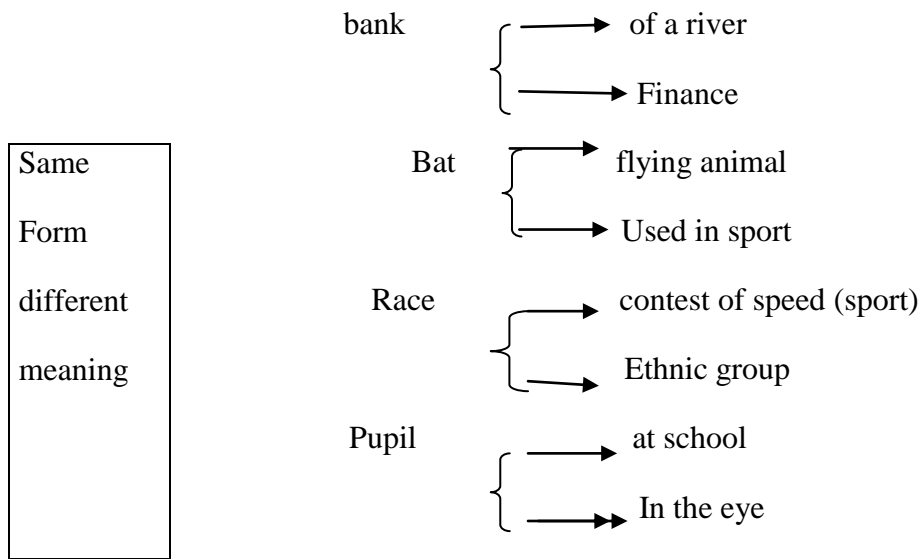 bank of a river
Finance
Same Bat flying animal
Form Used in sport
different Race contest of speed (sport)
meaning Ethnic group
Pupil at school
In the eye